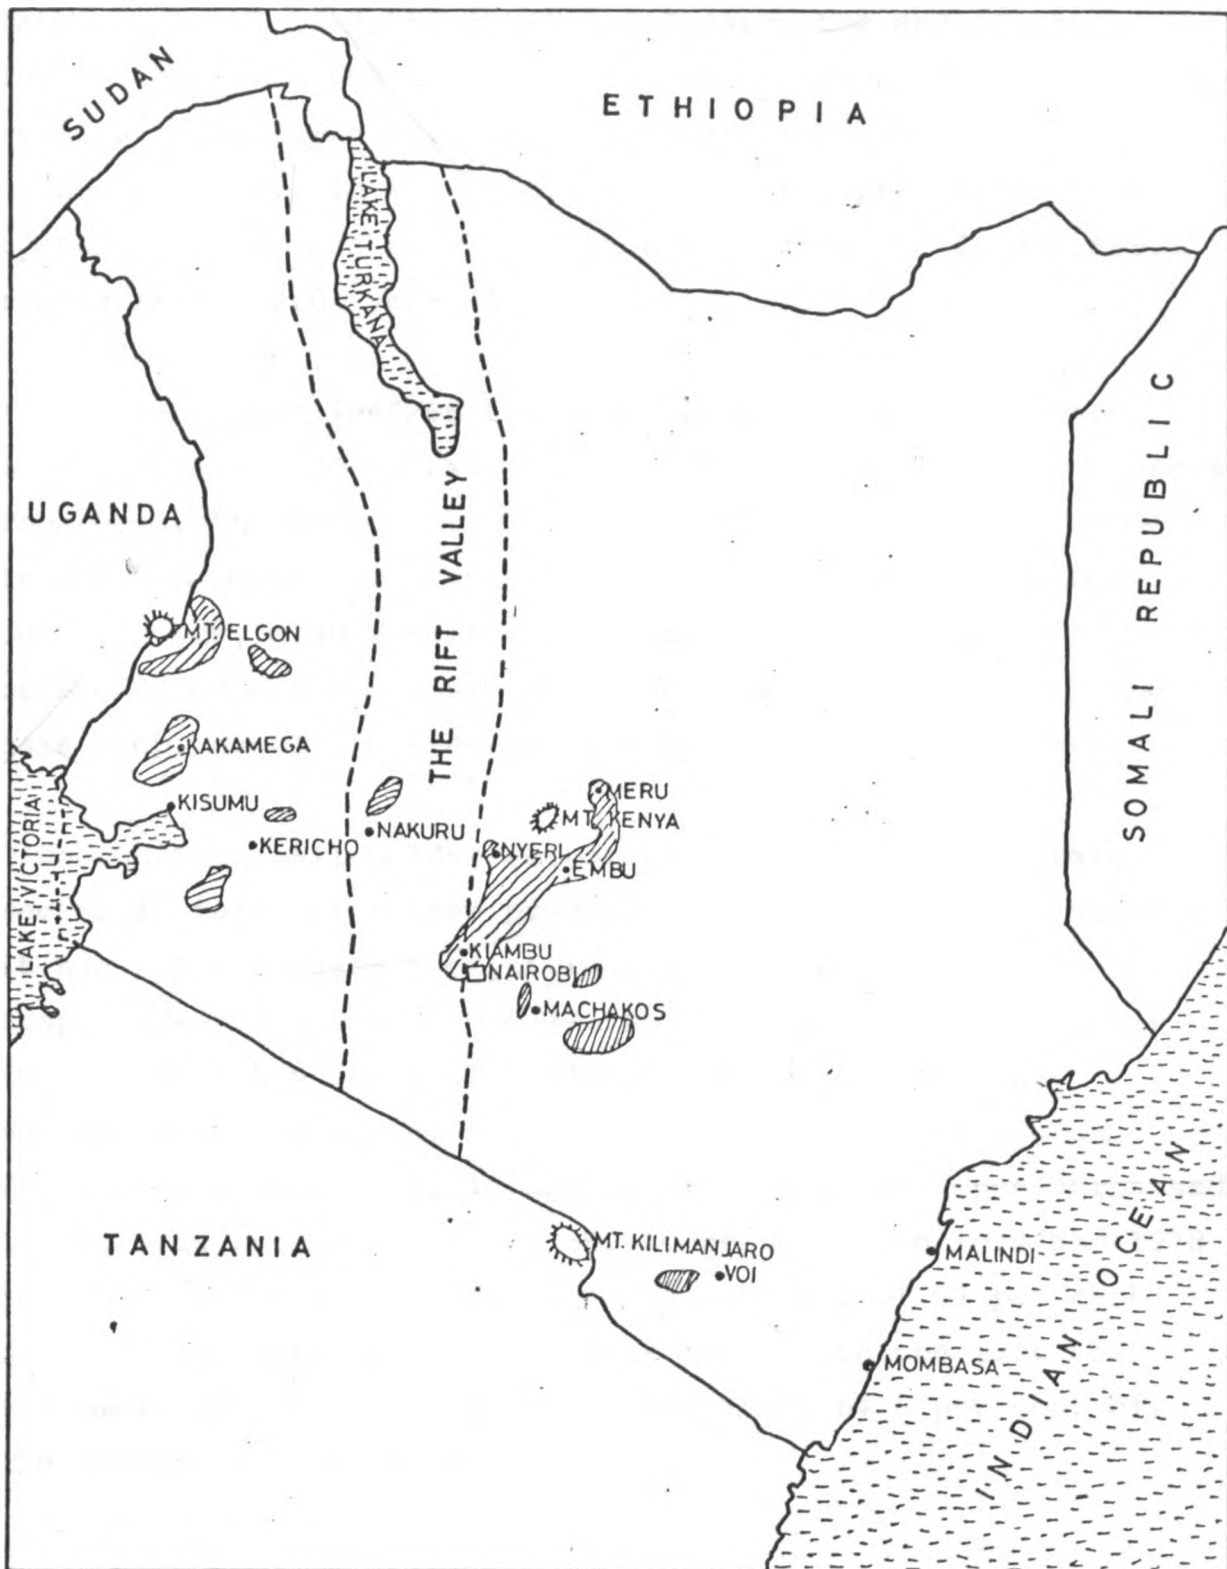 SUDAN
ETHIOPIA
LAKE TURKANA
UGANDA
THE RIFT VALLEY
SOMALI REPUBLIC
MT. ELGON
KAKAMEGA
KISUMU
KERICHO
NAKURU
MERU
MT. KENYA
NYERI
EMBU
LAKE VICTORIA
KIAMBU
NAIROBI
MACHAKOS
TANZANIA
MT. KILIMANJARO
VOI
MALINDI
MOMBASA
INDIAN OCEAN